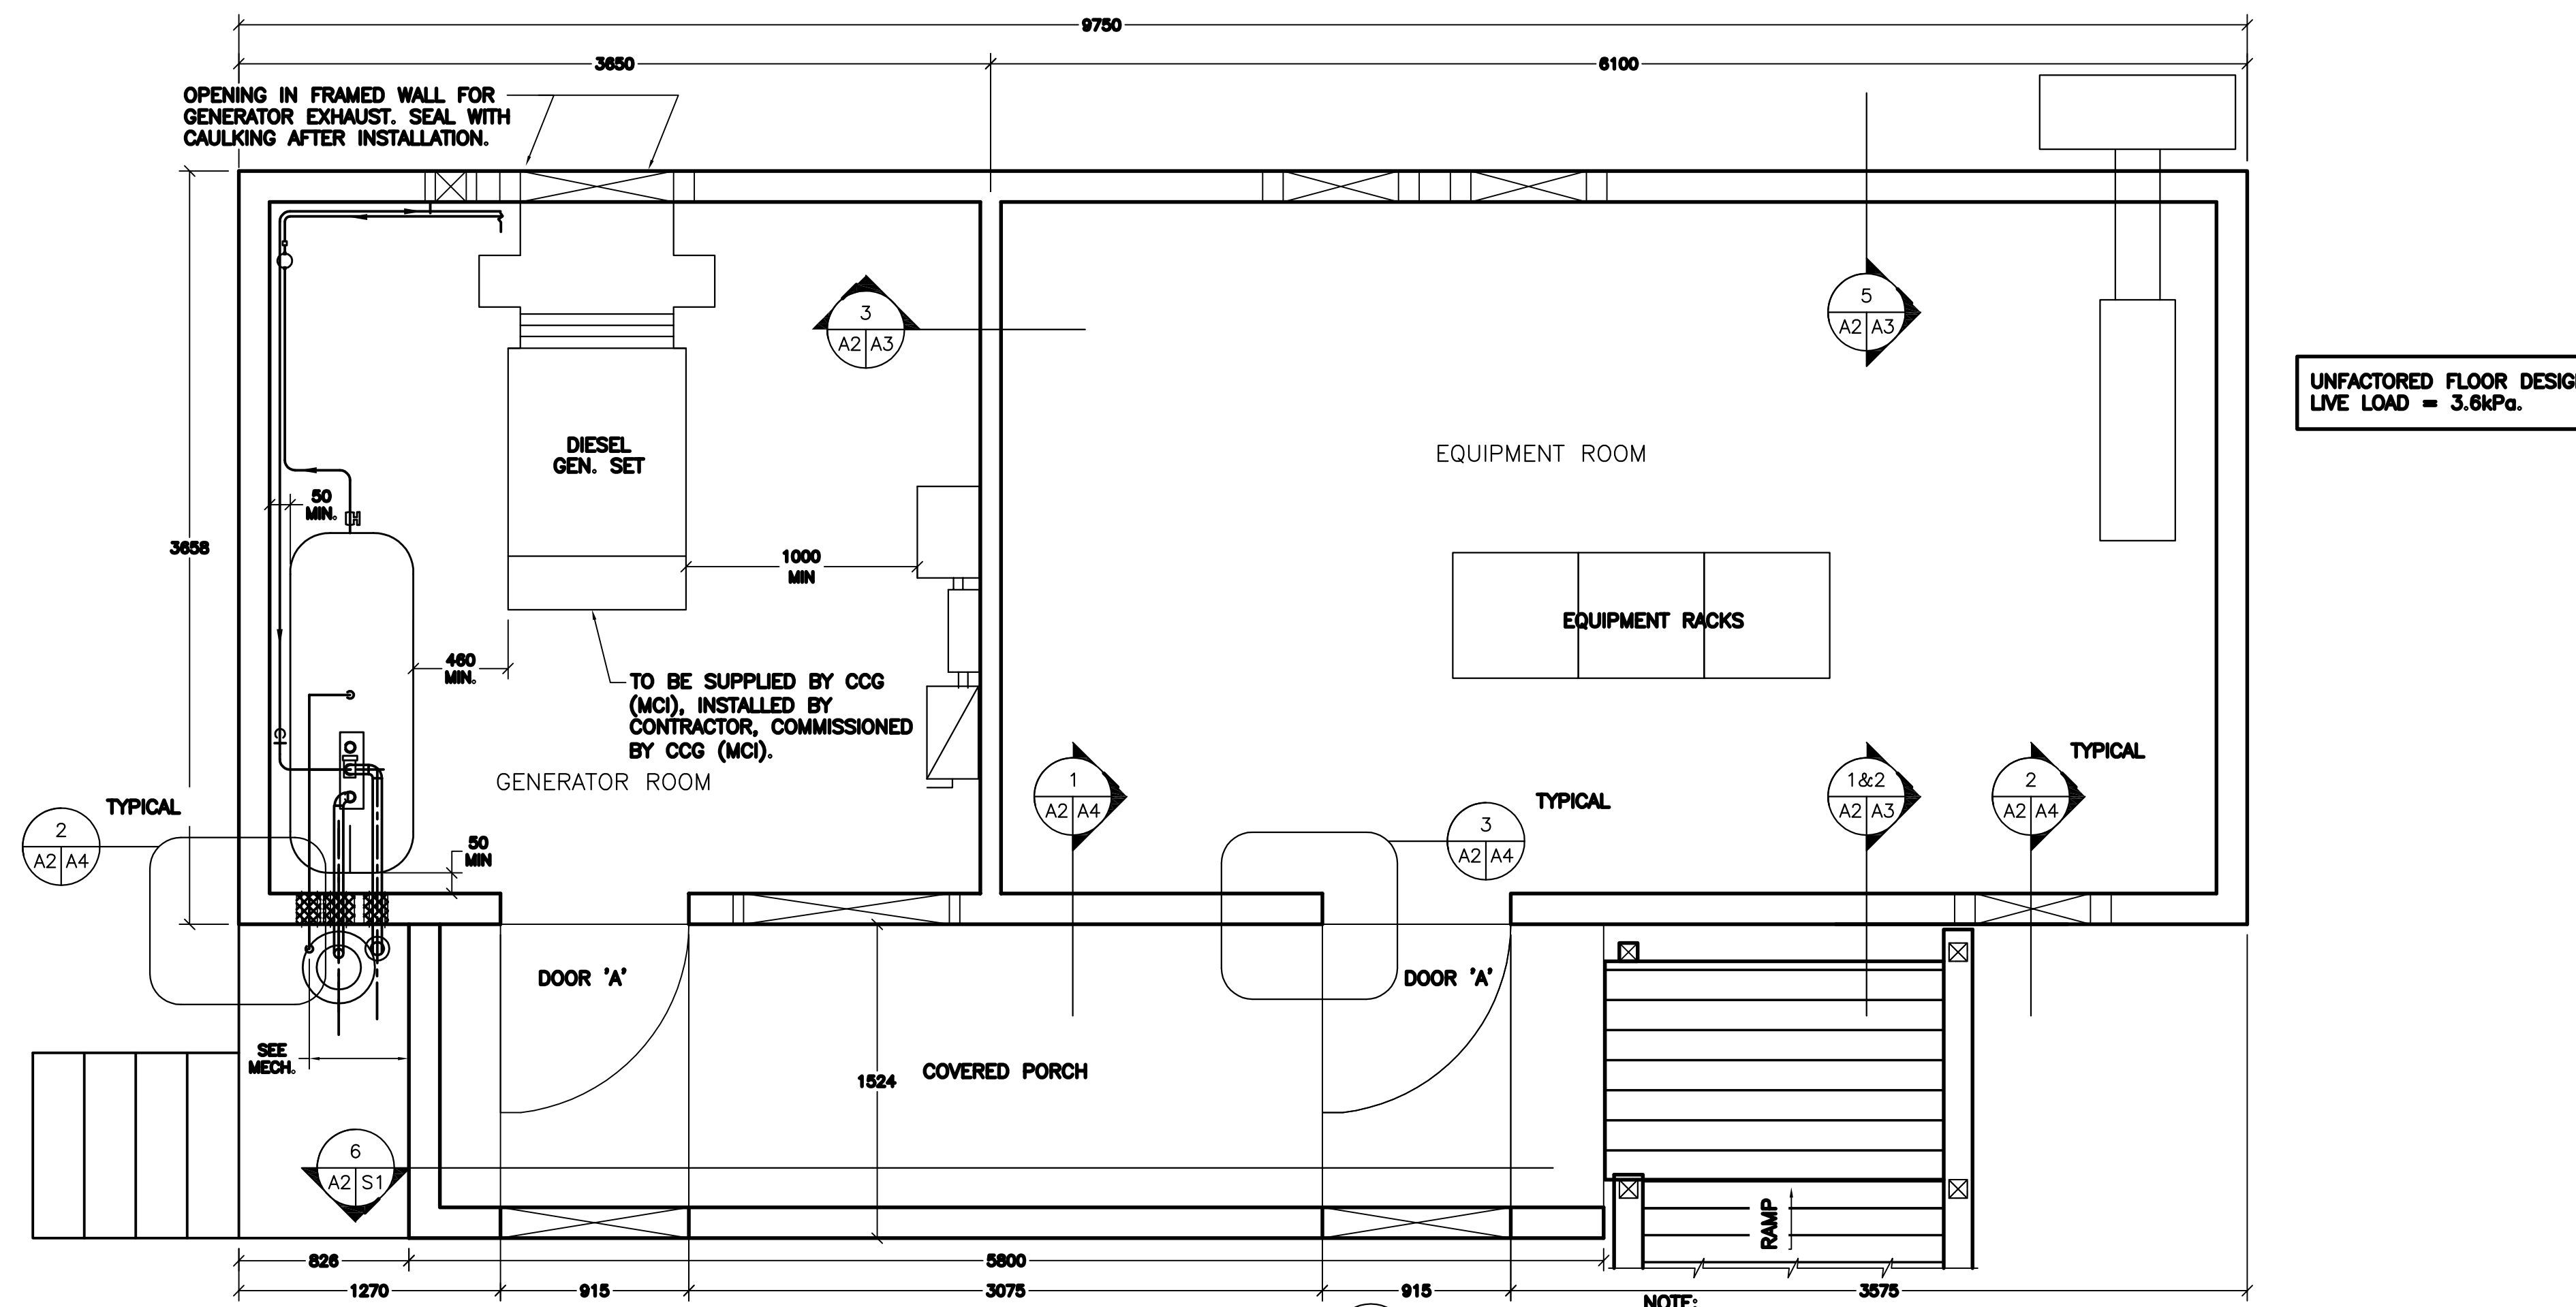 9750
3650
6100
OPENING IN FRAMED WALL FOR
GENERATOR EXHAUST. SEAL WITH
CAULKING AFTER INSTALLATION.
3
A2 A3
5
A2 A3
UNFACTORED FLOOR DESIG
LIVE LOAD = 3.6kPa.
DIESEL
GEN. SET
EQUIPMENT ROOM
50
MIN.
3658
1000
MIN
EQUIPMENT RACKS
460
MIN.
TO BE SUPPLIED BY CCG
(MCI), INSTALLED BY
CONTRACTOR, COMMISSIONED
BY CCG (MCI).
GENERATOR ROOM
TYPICAL
2
A2 A4
50
MIN
1
A2 A4
TYPICAL
3
A2 A4
1&2
A2 A3
TYPICAL
2
A2 A4
DOOR 'A'
DOOR 'A'
SEE
MECH.
1524
COVERED PORCH
6
A2 S1
RAMP
826
5800
1270
915
3075
915
3575
NOTE: